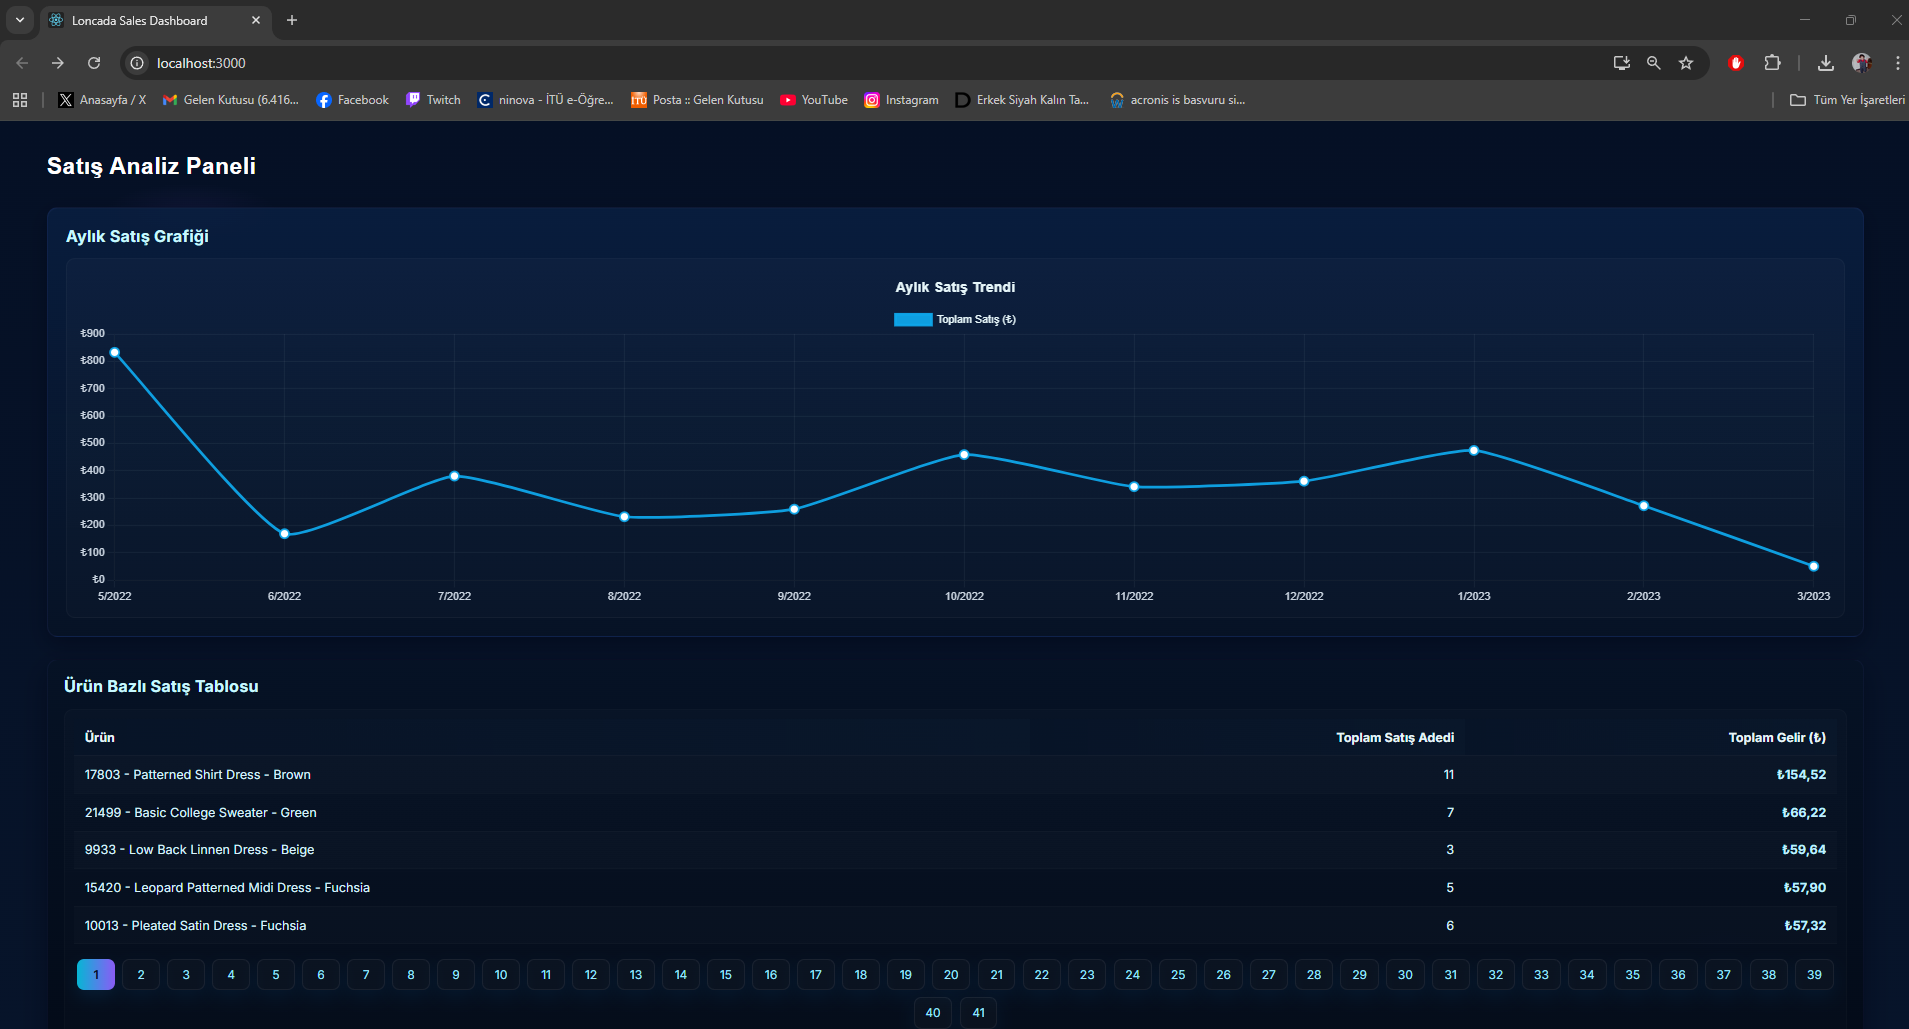 Loncada Sales Dashboard
localhost:3000
Anasayfa / X
Gelen Kutusu (6.416...
Facebook
Twitch
ninova - İTÜ e-Öğre...
Posta :: Gelen Kutusu
YouTube
Instagram
Erkek Siyah Kalın Ta...
acronis is basvuru si...
Tüm Yer İşaretleri
Satış Analiz Paneli
Aylık Satış Grafiği
Aylık Satış Trendi
Toplam Satış (₺)
₺900
₺800
₺700
₺600
₺500
₺400
₺300
₺200
₺100
₺0
5/2022 6/2022 7/2022 8/2022 9/2022 10/2022 11/2022 12/2022 1/2023 2/2023 3/2023
Ürün Bazlı Satış Tablosu
Ürün Toplam Satış Adedi Toplam Gelir (₺)
17803 - Patterned Shirt Dress - Brown 11 ₺154,52
21499 - Basic College Sweater - Green 7 ₺66,22
9933 - Low Back Linnen Dress - Beige 3 ₺59,64
15420 - Leopard Patterned Midi Dress - Fuchsia 5 ₺57,90
10013 - Pleated Satin Dress - Fuchsia 6 ₺57,32
1 2 3 4 5 6 7 8 9 10 11 12 13 14 15 16 17 18 19 20 21 22 23 24 25 26 27 28 29 30 31 32 33 34 35 36 37 38 39
40 41